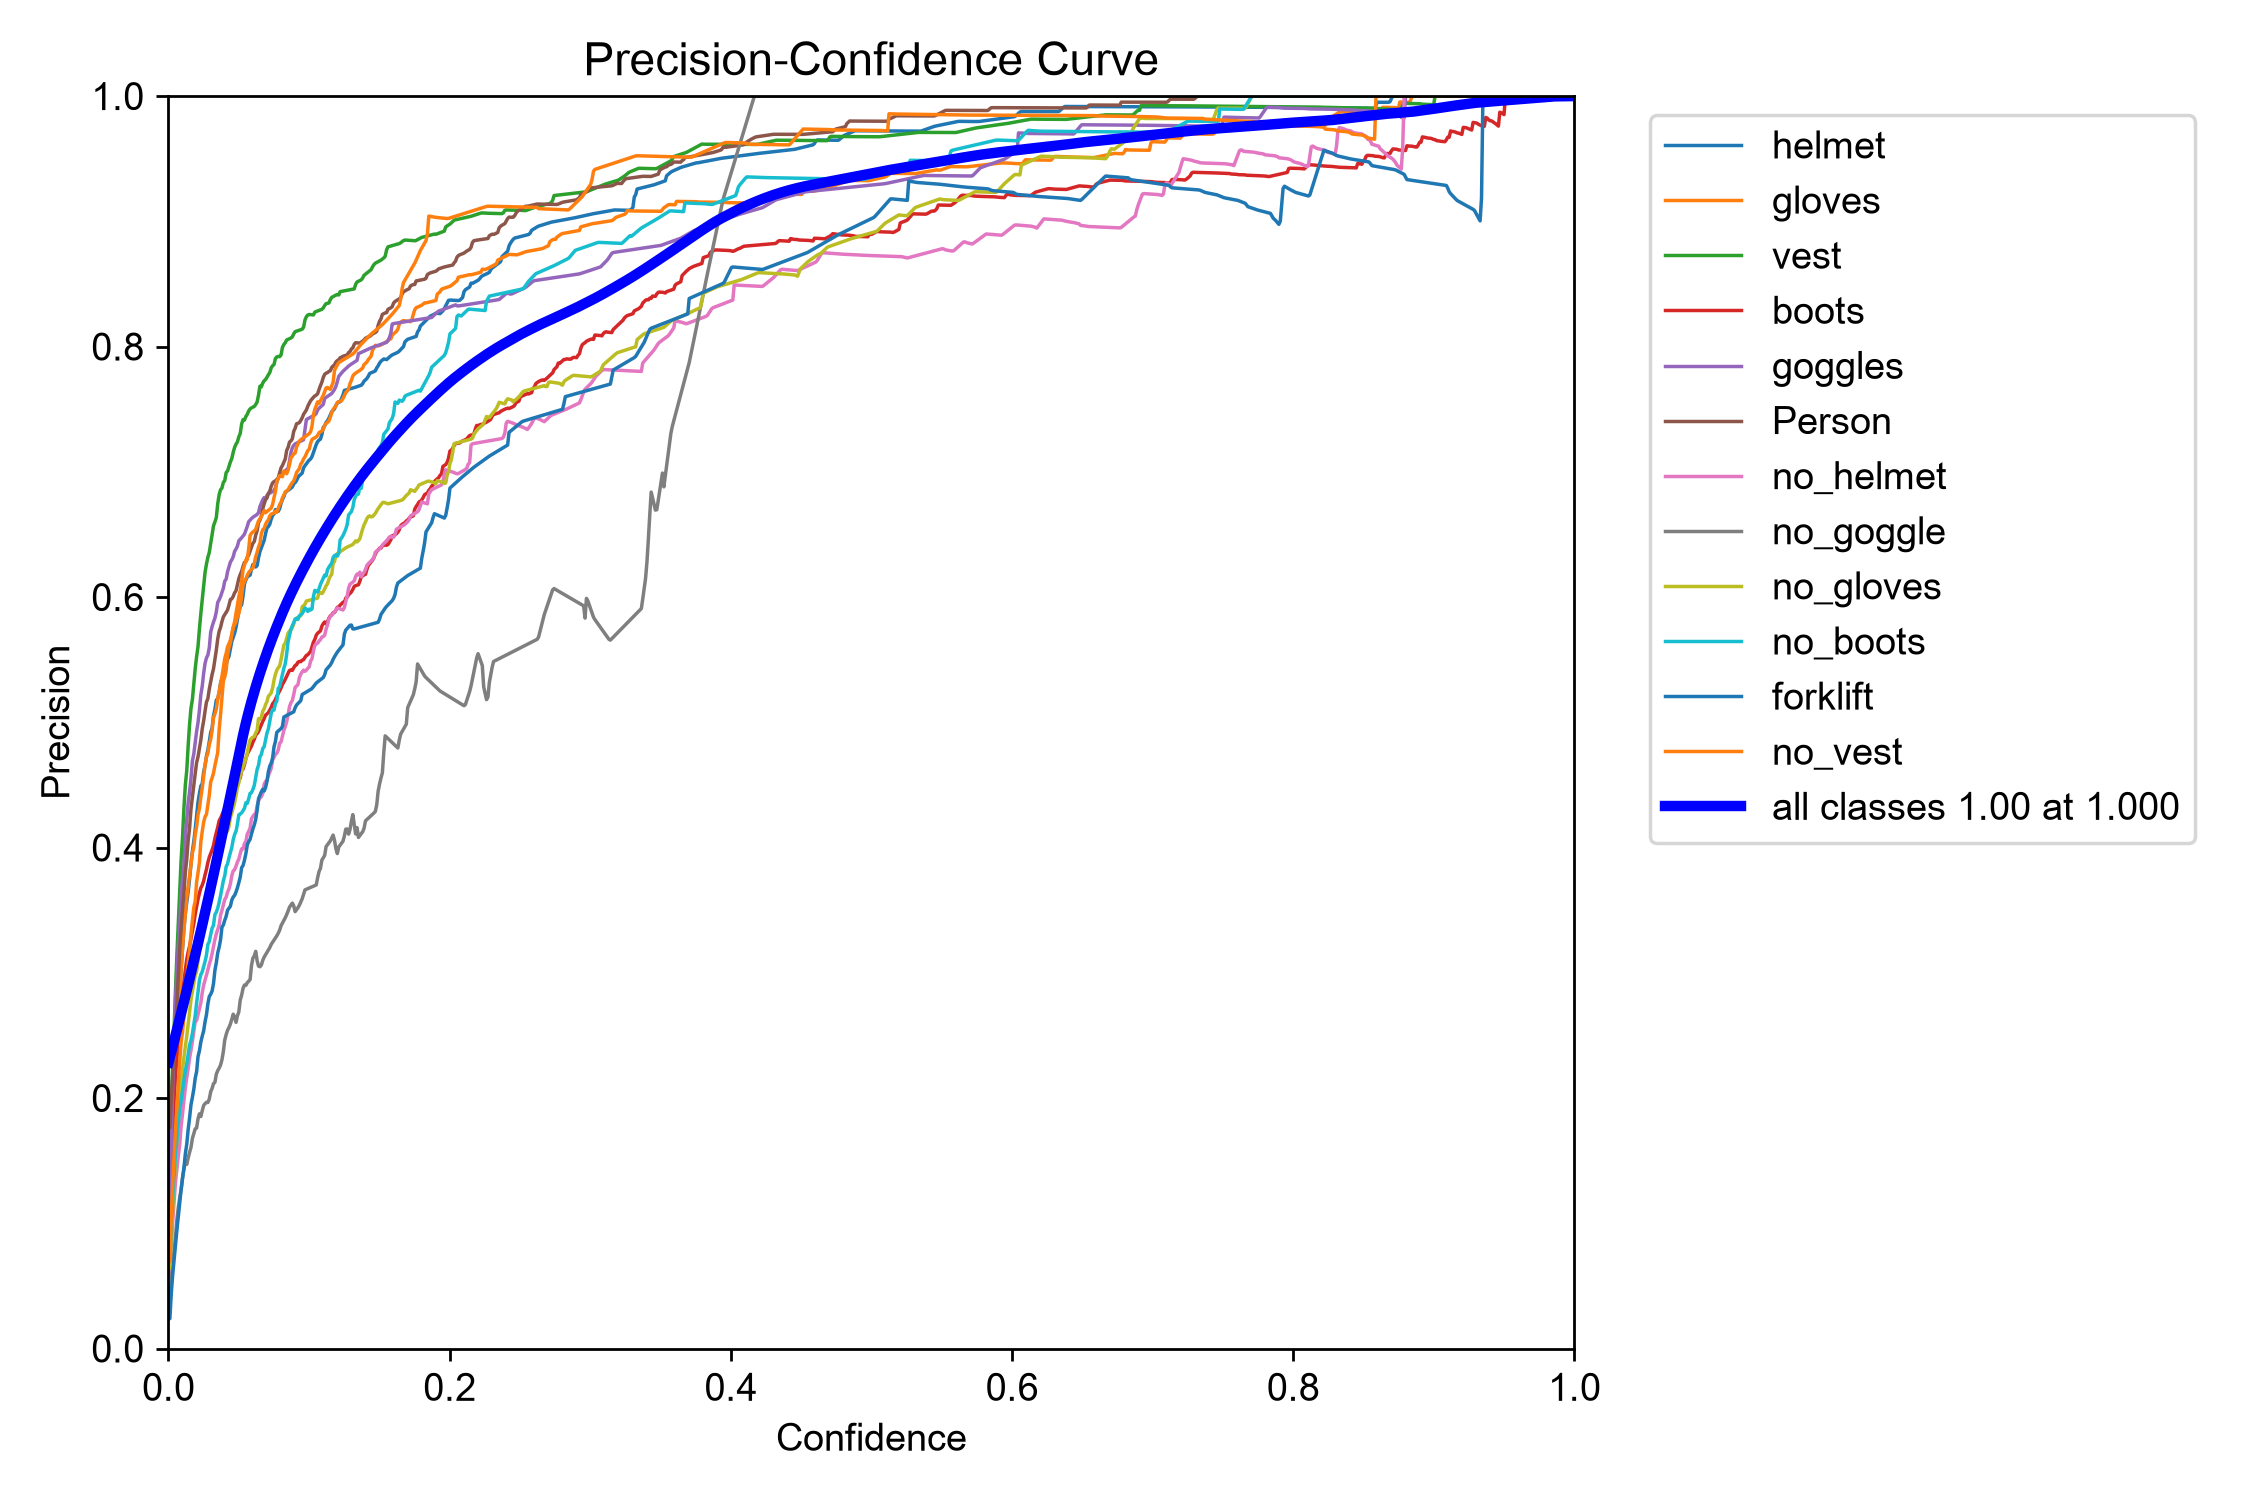 Precision-Confidence Curve
1.0
0.8
0.6
0.4
0.2
0.0
Precision
0.0 0.2 0.4 0.6 0.8 1.0
Confidence
helmet
gloves
vest
boots
goggles
Person
no_helmet
no_goggle
no_gloves
no_boots
forklift
no_vest
all classes 1.00 at 1.000